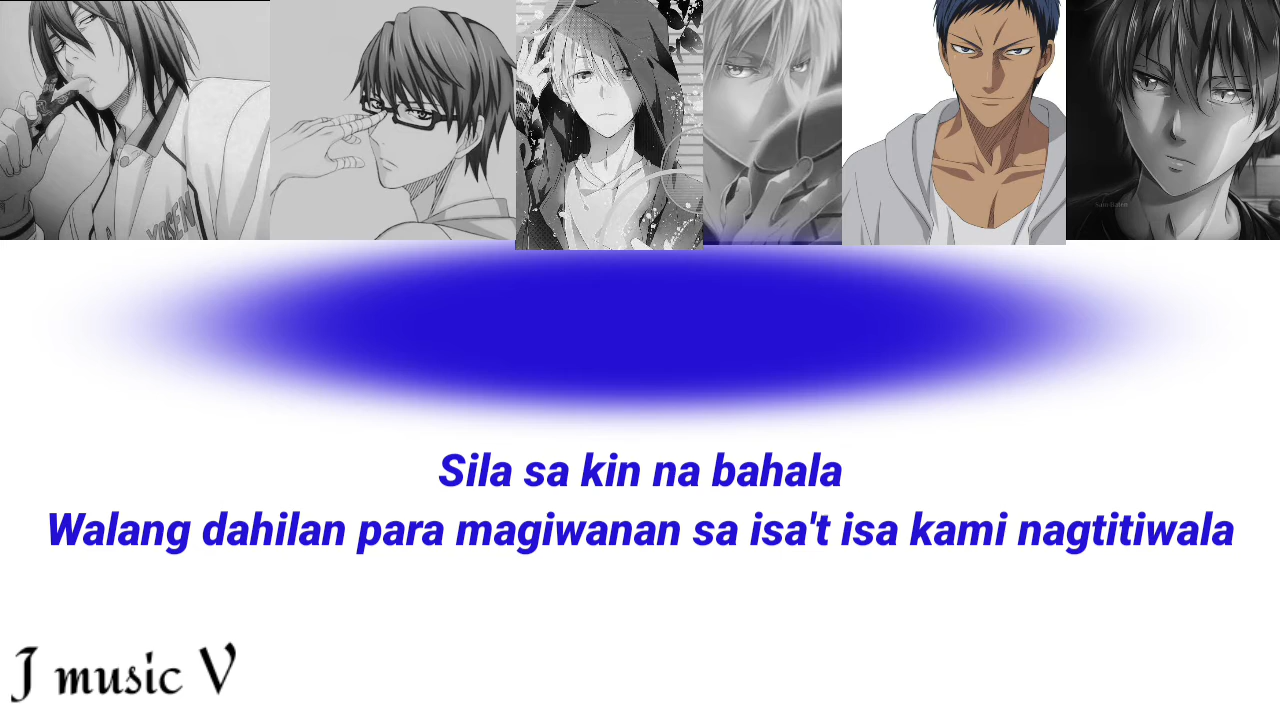 YOSEN
Sila sa kin na bahala
Walang dahilan para magiwanan sa isa't isa kami nagtitiwala
J music V